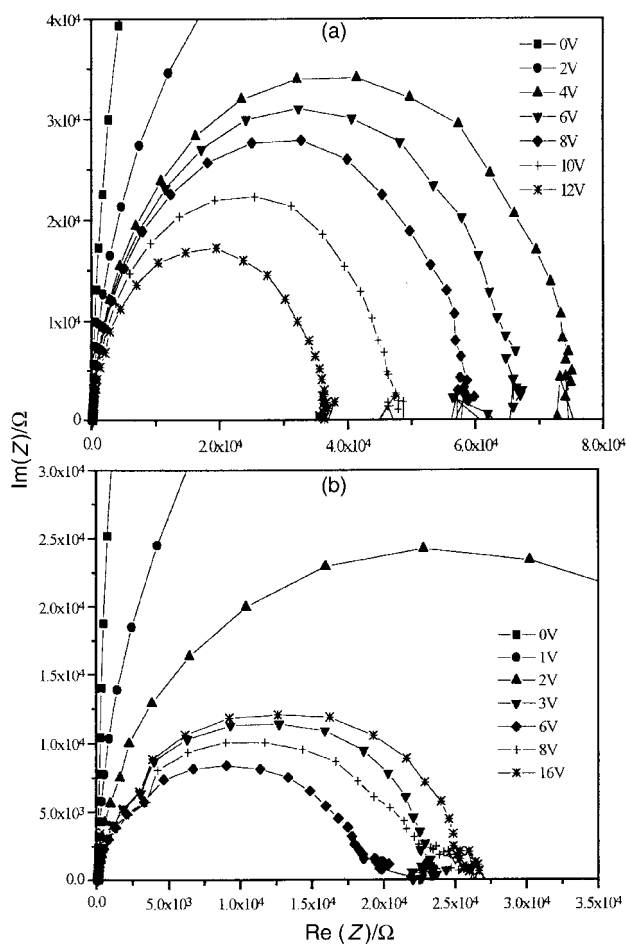 (a)
4x10⁴
3x10⁴
2x10⁴
1x10⁴
0
0.0
2.0x10⁴
4.0x10⁴
6.0x10⁴
8.0x10⁴
0V
2V
4V
6V
8V
10V
12V
Im(Z)/Ω
(b)
3.0x10⁴
2.5x10⁴
2.0x10⁴
1.5x10⁴
1.0x10⁴
5.0x10³
0.0
0.0
5.0x10³
1.0x10⁴
1.5x10⁴
2.0x10⁴
2.5x10⁴
3.0x10⁴
3.5x10⁴
0V
1V
2V
3V
6V
8V
16V
Re (Z)/Ω